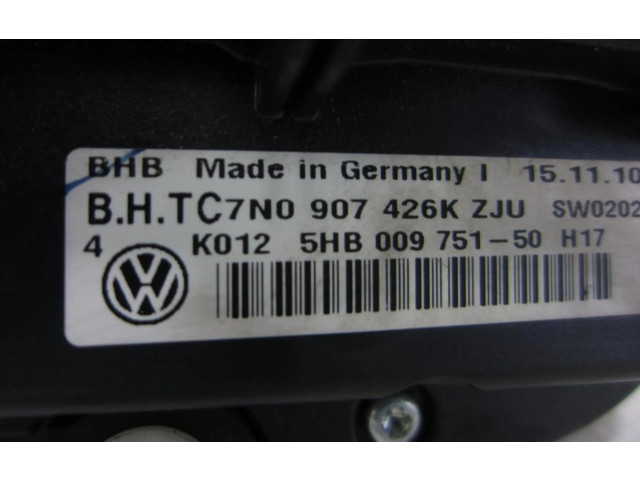 BHB Made in Germany I 15.11.10
B.H.TC7N0 907 426K ZJU SW0202
4 K012 5HB 009 751-50 H17